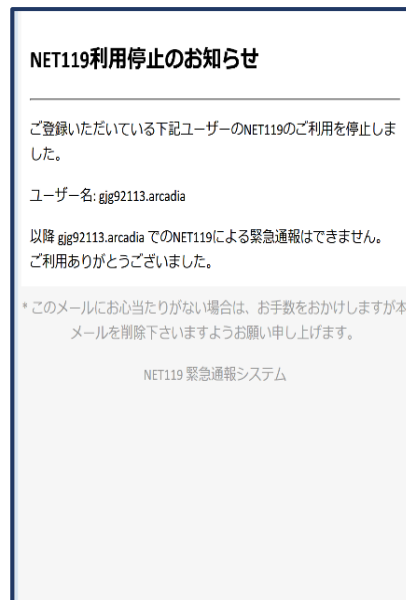 NET119利用停止のお知らせ
ご登録いただいている下記ユーザーのNET119のご利用を停止しま
した。
ユーザー名: gjg92113.arcadia
以降 gjg92113.arcadia でのNET119による緊急通報はできません。
ご利用ありがとうございました。
* このメールにお心当たりがない場合は、お手数をおかけしますが本
メールを削除下さいますようお願い申し上げます。
NET119 緊急通報システム